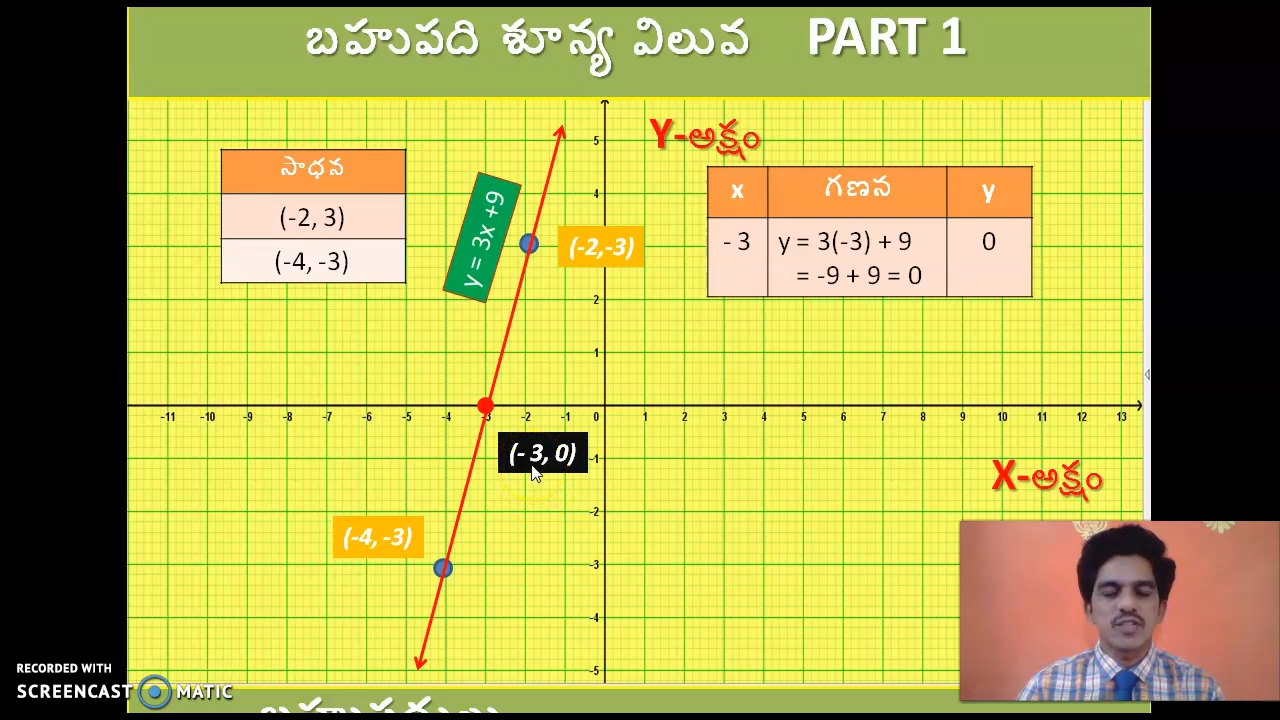 బహుపది శూన్య విలువ PART 1
Y-అక్షం
సాధన
(-2, 3)
(-4, -3)
y = 3x +9
(-2,-3)
x గణన y
- 3 y = 3(-3) + 9 0
= -9 + 9 = 0
5
4
2
1
-11 -10 -9 -8 -7 -6 -5 -4 -3 -2 -1 0 1 2 3 4 5 6 7 8 9 10 11 12 13
(- 3, 0)
-1
X-అక్షం
-2
(-4, -3)
-3
-4
-5
RECORDED WITH
SCREENCAST MATIC